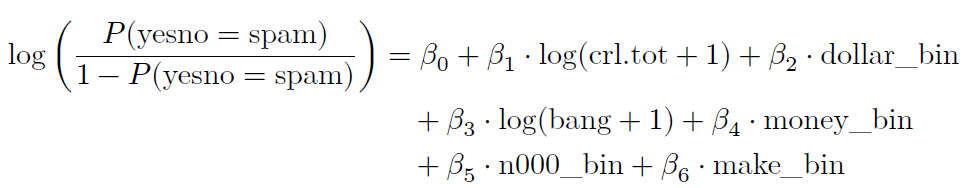 log ( P(yesno = spam) / 1 − P(yesno = spam) ) = β₀ + β₁ · log(crl.tot + 1) + β₂ · dollar_bin
+ β₃ · log(bang + 1) + β₄ · money_bin
+ β₅ · n000_bin + β₆ · make_bin